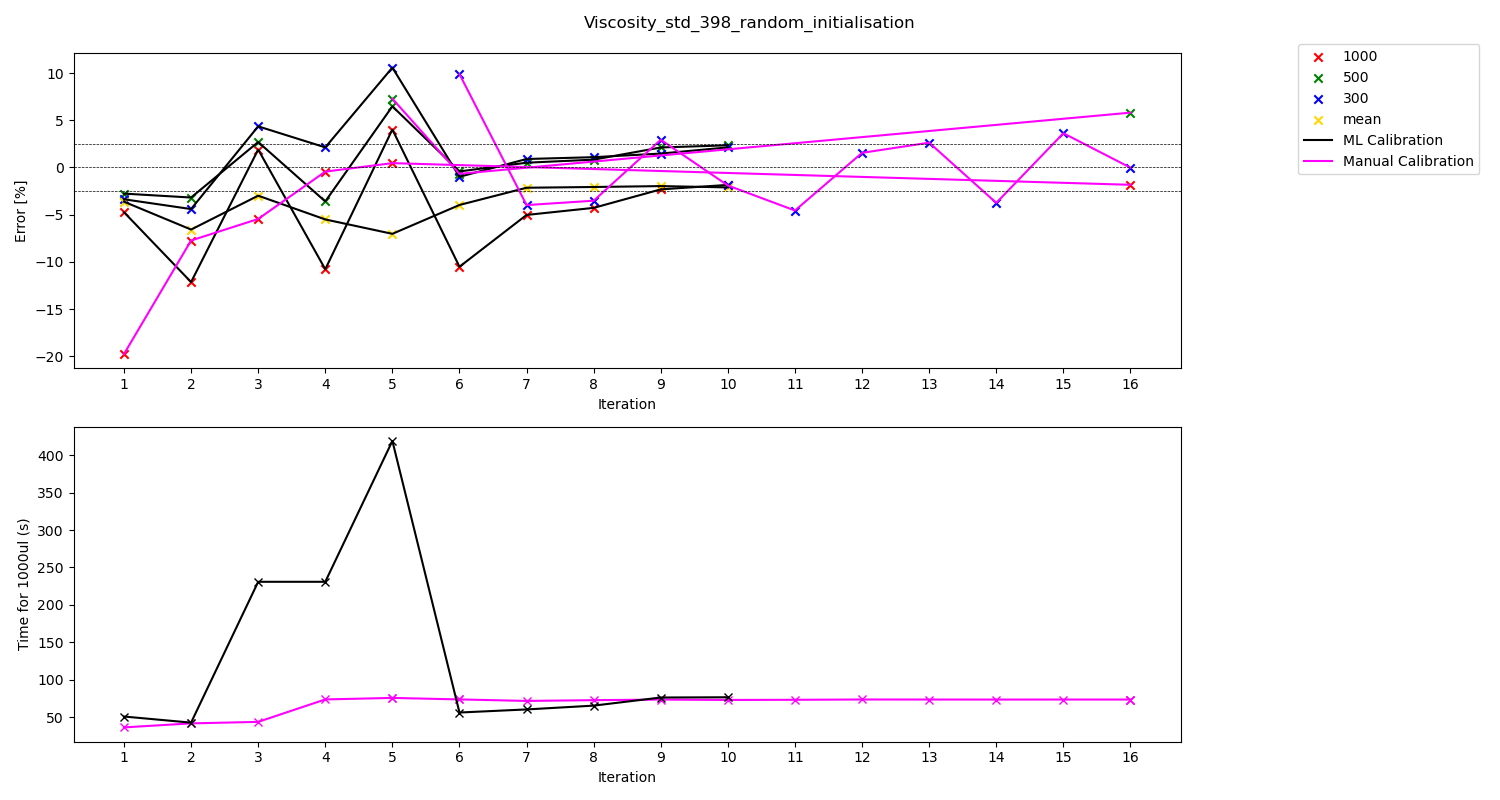 Viscosity_std_398_random_initialisation
1000
500
300
mean
ML Calibration
Manual Calibration
Error [%]
10
5
0
−5
−10
−15
−20
1 2 3 4 5 6 7 8 9 10 11 12 13 14 15 16
Iteration
Time for 1000ul (s)
400
350
300
250
200
150
100
50
1 2 3 4 5 6 7 8 9 10 11 12 13 14 15 16
Iteration